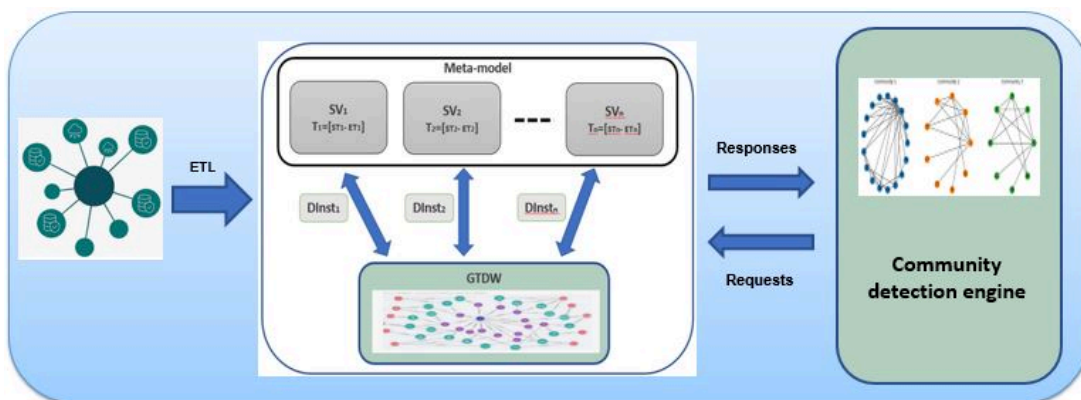 Meta-model
SV₁
T₁=[ST₁- ET₁]
SV₂
T₂=[ST₂- ET₂]
SVₙ
Tₙ=[STₙ- ETₙ]
ETL
DInst₁
DInst₂
DInstₙ
GTDW
Responses
Requests
Community
detection engine